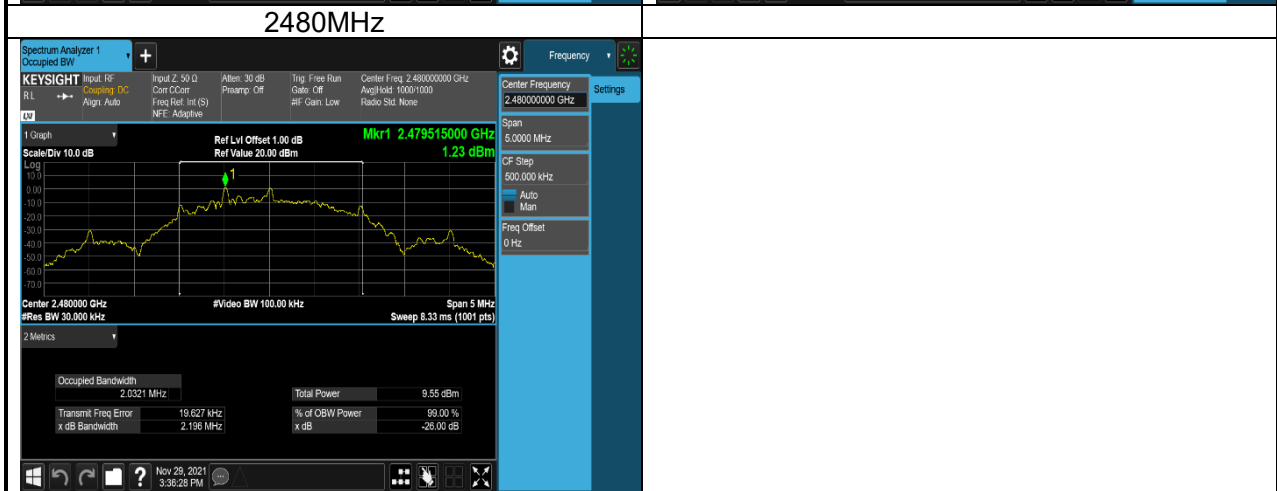 2480MHz
Spectrum Analyzer 1
Occupied BW
Frequency
KEYSIGHT
R L
Input: RF
Coupling: DC
Align: Auto
Input Z: 50 Ω
Corr CCorr
Freq Ref: Int (S)
NFE: Adaptive
Atten: 30 dB
Preamp: Off
Trig: Free Run
Gate: Off
#IF Gain: Low
Center Freq: 2.480000000 GHz
Avg|Hold: 1000/1000
Radio Std: None
Center Frequency
2.480000000 GHz
Settings
Span
5.0000 MHz
CF Step
500.000 kHz
Auto
Man
Freq Offset
0 Hz
1 Graph
Scale/Div 10.0 dB
Ref Lvl Offset 1.00 dB
Ref Value 20.00 dBm
Mkr1 2.479515000 GHz
1.23 dBm
Log
10.0
0.00
-10.0
-20.0
-30.0
-40.0
-50.0
-60.0
-70.0
1
Center 2.480000 GHz
#Res BW 30.000 kHz
#Video BW 100.00 kHz
Span 5 MHz
Sweep 8.33 ms (1001 pts)
2 Metrics
Occupied Bandwidth
2.0321 MHz
Total Power 9.55 dBm
Transmit Freq Error 19.627 kHz
% of OBW Power 99.00 %
x dB Bandwidth 2.196 MHz
x dB -26.00 dB
?
Nov 29, 2021
3:36:28 PM